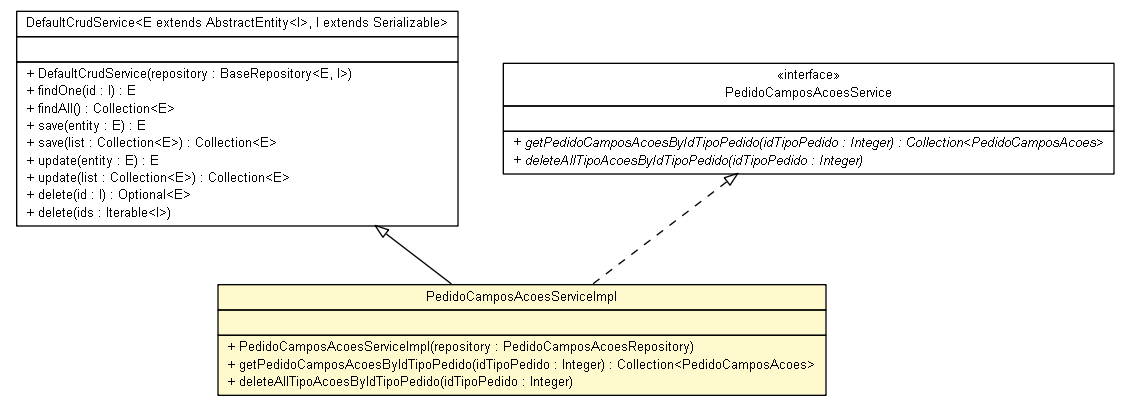 DefaultCrudService<E extends AbstractEntity<I>, I extends Serializable>
+ DefaultCrudService(repository : BaseRepository<E, I>)
+ findOne(id : I) : E
+ findAll() : Collection<E>
+ save(entity : E) : E
+ save(list : Collection<E>) : Collection<E>
+ update(entity : E) : E
+ update(list : Collection<E>) : Collection<E>
+ delete(id : I) : Optional<E>
+ delete(ids : Iterable<I>)
«interface»
PedidoCamposAcoesService
+ getPedidoCamposAcoesByIdTipoPedido(idTipoPedido : Integer) : Collection<PedidoCamposAcoes>
+ deleteAllTipoAcoesByIdTipoPedido(idTipoPedido : Integer)
PedidoCamposAcoesServiceImpl
+ PedidoCamposAcoesServiceImpl(repository : PedidoCamposAcoesRepository)
+ getPedidoCamposAcoesByIdTipoPedido(idTipoPedido : Integer) : Collection<PedidoCamposAcoes>
+ deleteAllTipoAcoesByIdTipoPedido(idTipoPedido : Integer)